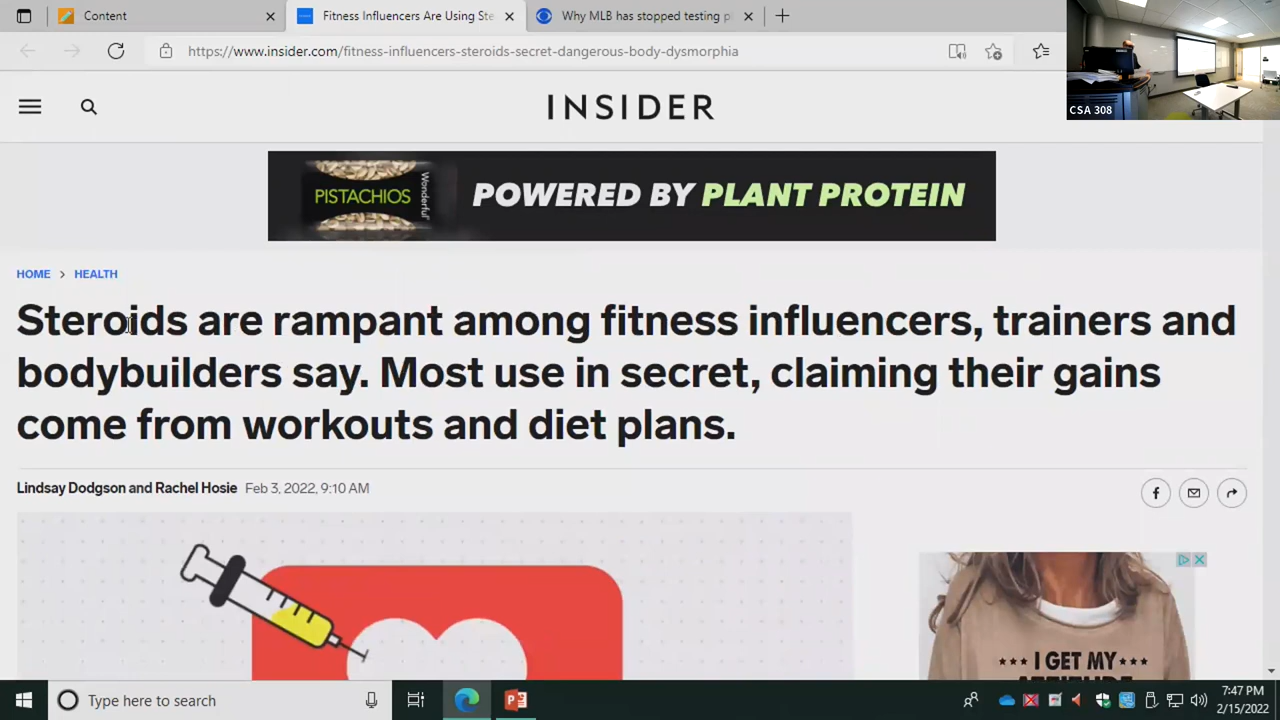 Content
Fitness Influencers Are Using Ste
Why MLB has stopped testing p
https://www.insider.com/fitness-influencers-steroids-secret-dangerous-body-dysmorphia
CSA 308
INSIDER
PISTACHIOS
Wonderful
POWERED BY PLANT PROTEIN
HOME > HEALTH
Steroids are rampant among fitness influencers, trainers and
bodybuilders say. Most use in secret, claiming their gains
come from workouts and diet plans.
Lindsay Dodgson and Rachel Hosie Feb 3, 2022, 9:10 AM
I GET MY
ATTITUDE
Type here to search
7:47 PM
2/15/2022